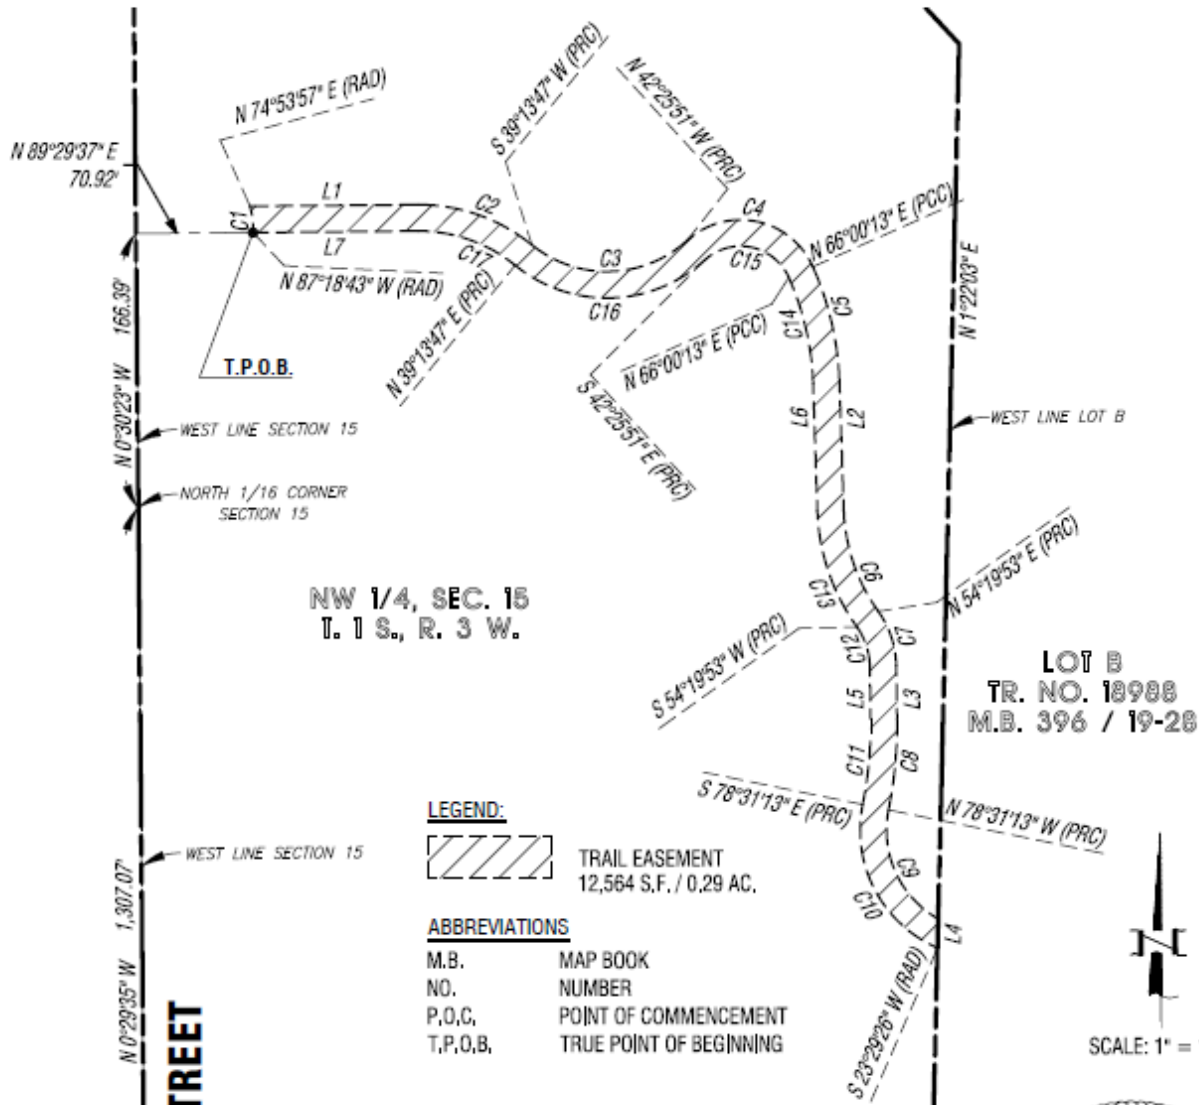 N 74°53'57" E (RAD)
S 39°13'47" W (PRC)
N 42°25'51" W (PRC)
N 89°29'37" E
70.92'
L1
C1
C2
C4
N 66°00'13" E (PCC)
L7
C17
C3
C15
N 87°18'43" W (RAD)
C16
C14
C5
N 1°22'03" E
166.39'
N 39°13'47" E (PRC)
N 66°00'13" E (PCC)
T.P.O.B.
S 42°25'51" E (PRC)
N 0°30'23" W
WEST LINE SECTION 15
L6
L2
WEST LINE LOT B
NORTH 1/16 CORNER
SECTION 15
C6
C13
N 54°19'53" E (PRC)
NW 1/4, SEC. 15
T. 1 S., R. 3 W.
C12
C7
S 54°19'53" W (PRC)
L5
L3
LOT B
TR. NO. 18988
M.B. 396 / 19-28
C11
C8
S 78°31'13" E (PRC)
N 78°31'13" W (PRC)
LEGEND:
WEST LINE SECTION 15
TRAIL EASEMENT
12,564 S.F. / 0.29 AC.
C9
C10
1,307.07'
L4
ABBREVIATIONS
M.B. MAP BOOK
NO. NUMBER
P.O.C. POINT OF COMMENCEMENT
T.P.O.B. TRUE POINT OF BEGINNING
N 0°29'35" W
S 23°29'26" W (RAD)
N
TREET
SCALE: 1" =